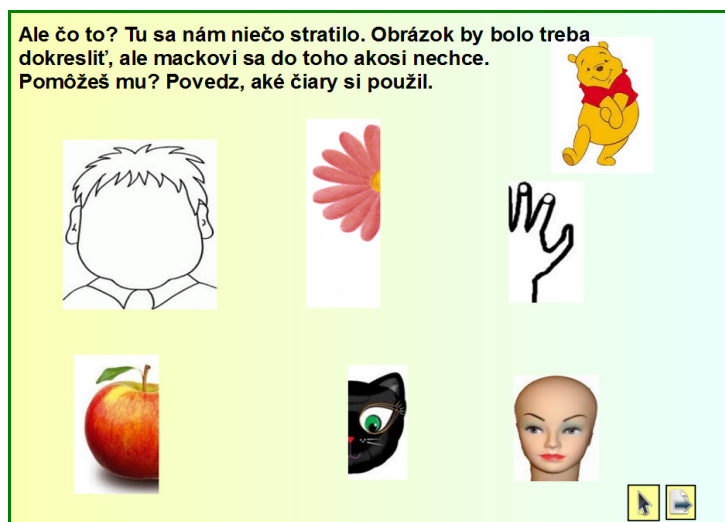 Ale čo to? Tu sa nám niečo stratilo. Obrázok by bolo treba
dokresliť, ale mackovi sa do toho akosi nechce.
Pomôžeš mu? Povedz, aké čiary si použil.